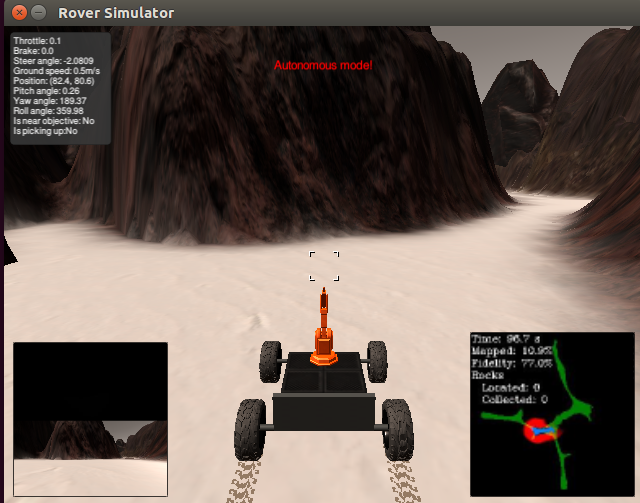 Rover Simulator
Throttle: 0.1
Brake: 0.0
Steer angle: -2.0809
Ground speed: 0.5m/s
Position: (82.4, 80.6)
Pitch angle: 0.26
Yaw angle: 189.37
Roll angle: 359.98
Is near objective: No
Is picking up:No
Autonomous mode!
Time: 96.7 s
Mapped: 10.9%
Fidelity: 77.0%
Rocks
Located: 0
Collected: 0